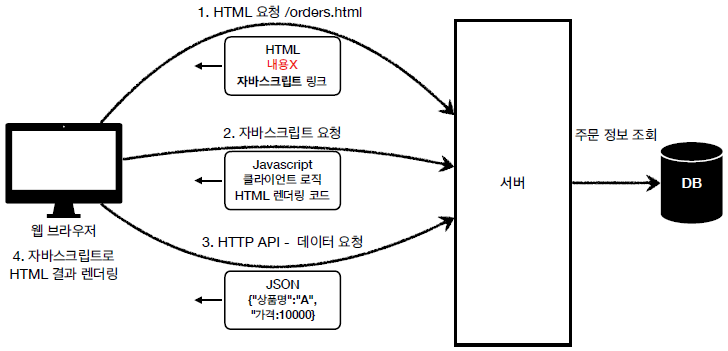 1. HTML 요청 /orders.html
HTML
내용X
자바스크립트 링크
2. 자바스크립트 요청
Javascript
클라이언트 로직
HTML 렌더링 코드
3. HTTP API - 데이터 요청
JSON
{"상품명":"A",
"가격:10000}
웹 브라우저
4. 자바스크립트로
HTML 결과 렌더링
서버
주문 정보 조회
DB